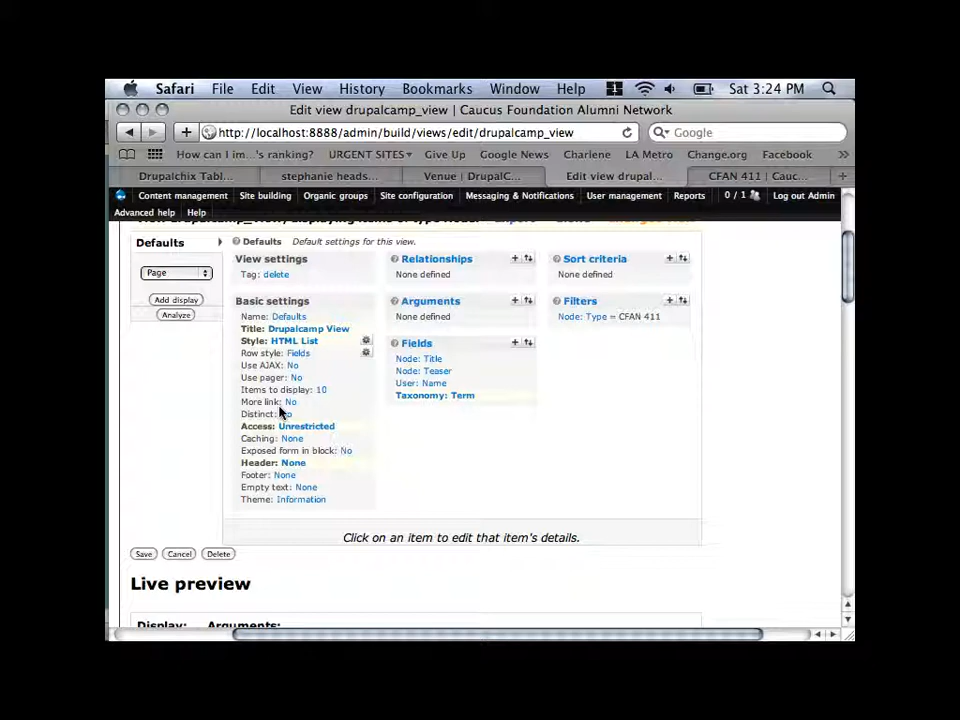 Safari File Edit View History Bookmarks Window Help 1 Sat 3:24 PM
Edit view drupalcamp_view | Caucus Foundation Alumni Network
http://localhost:8888/admin/build/views/edit/drupalcamp_view
Google
How can I im...'s ranking? URGENT SITES Give Up Google News Charlene LA Metro Change.org Facebook
Drupalchix Tabl... stephanie heads... Venue | DrupalC... Edit view drupal... CFAN 411 | Cauc...
Content management Site building Organic groups Site configuration Messaging & Notifications User management Reports 0 / 1 Log out Admin
Advanced help Help
Defaults
Defaults Default settings for this view.
Page
Add display
Analyze
View settings
Tag: delete
Basic settings
Name: Defaults
Title: Drupalcamp View
Style: HTML List
Row style: Fields
Use AJAX: No
Use pager: No
Items to display: 10
More link: No
Distinct:
Access: Unrestricted
Caching: None
Exposed form in block: No
Header: None
Footer: None
Empty text: None
Theme: Information
Relationships
None defined
Arguments
None defined
Fields
Node: Title
Node: Teaser
User: Name
Taxonomy: Term
Sort criteria
None defined
Filters
Node: Type = CFAN 411
Click on an item to edit that item's details.
Save Cancel Delete
Live preview
Display: Arguments: